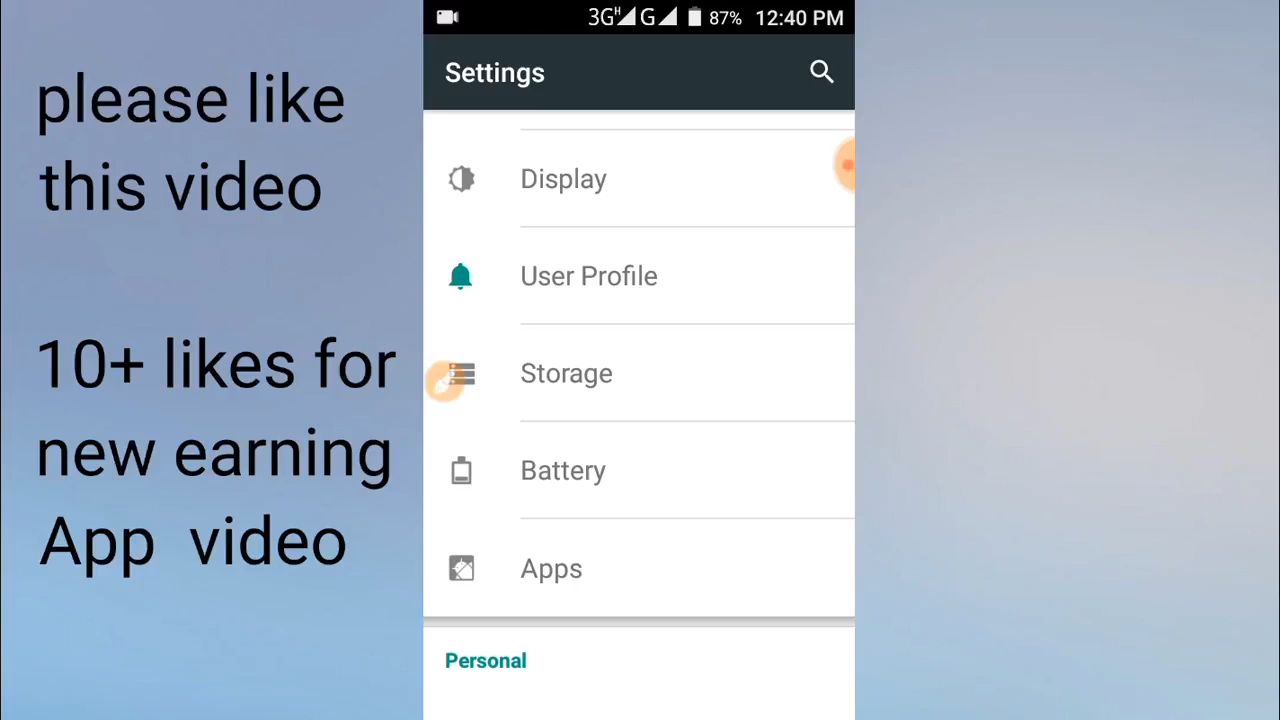 please like
this video
10+ likes for
new earning
App video
3G H G 87% 12:40 PM
Settings
Display
User Profile
Storage
Battery
Apps
Personal